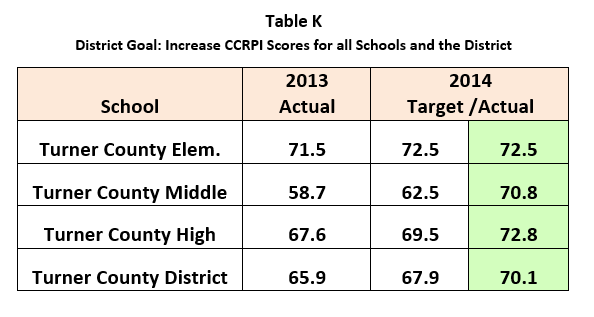 Table K
District Goal: Increase CCRPI Scores for all Schools and the District
School 2013 Actual 2014 Target /Actual
Turner County Elem. 71.5 72.5 72.5
Turner County Middle 58.7 62.5 70.8
Turner County High 67.6 69.5 72.8
Turner County District 65.9 67.9 70.1